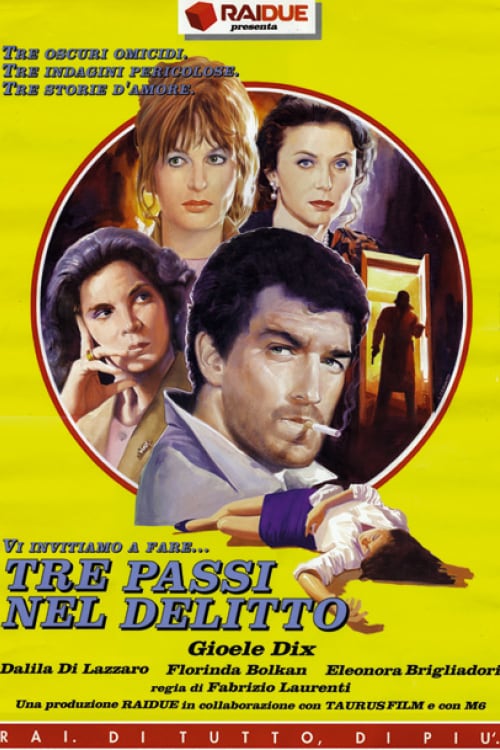 RAIDUE
presenta
TRE OSCURI OMICIDI.
TRE INDAGINI PERICOLOSE.
TRE STORIE D'AMORE.
VI INVITIAMO A FARE...
TRE PASSI
NEL DELITTO
Gioele Dix
Dalila Di Lazzaro Florinda Bolkan Eleonora Brigliadori
regia di Fabrizio Laurenti
Una produzione RAIDUE in collaborazione con TAURUSFILM e con M6
RAI. DI TUTTO, DI PIU'.